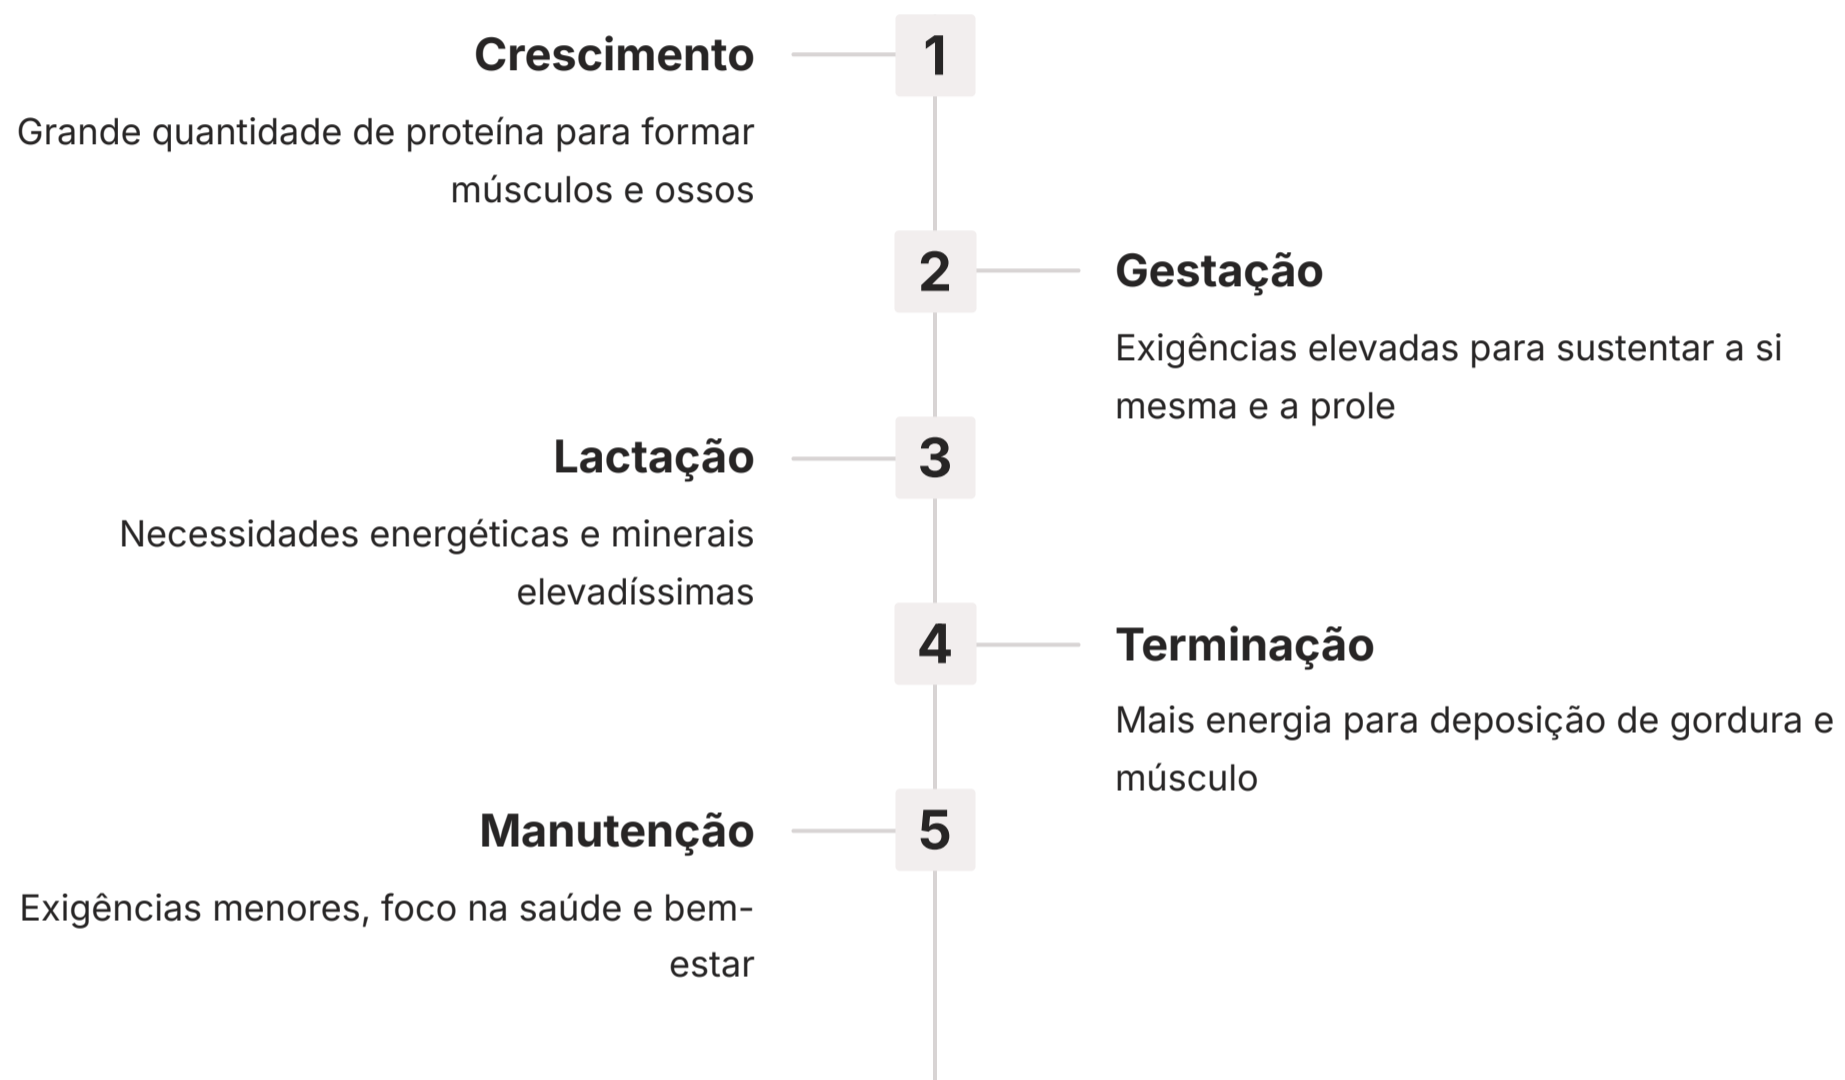 Crescimento
1
Grande quantidade de proteína para formar
músculos e ossos
2
Gestação
Exigências elevadas para sustentar a si
mesma e a prole
Lactação
3
Necessidades energéticas e minerais
elevadíssimas
4
Terminação
Mais energia para deposição de gordura e
músculo
Manutenção
5
Exigências menores, foco na saúde e bem-
estar